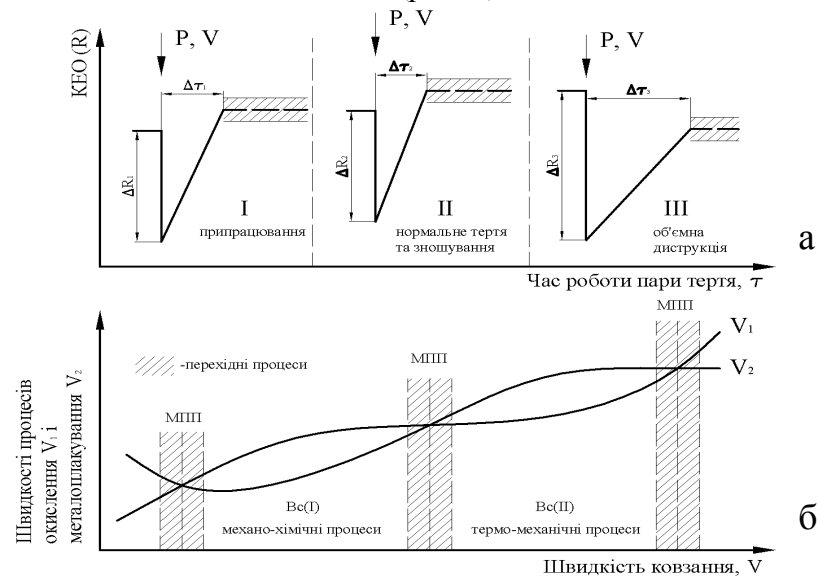 P, V
P, V
P, V
КЕО (R)
Δτ₁
Δτ₂
Δτ₃
ΔR₁
ΔR₂
ΔR₃
I
припрацювання
II
нормальне тертя
та зношування
III
об'ємна
диструкція
а
Час роботи пари тертя, τ
МПП
V₁
V₂
-перехідні процеси
МПП
МПП
Швидкості процесів
окислення V₁ і
металоплакування V₂
Вс(I)
механо-хімічні процеси
Вс(II)
термо-механічні процеси
б
Швидкість ковзання, V